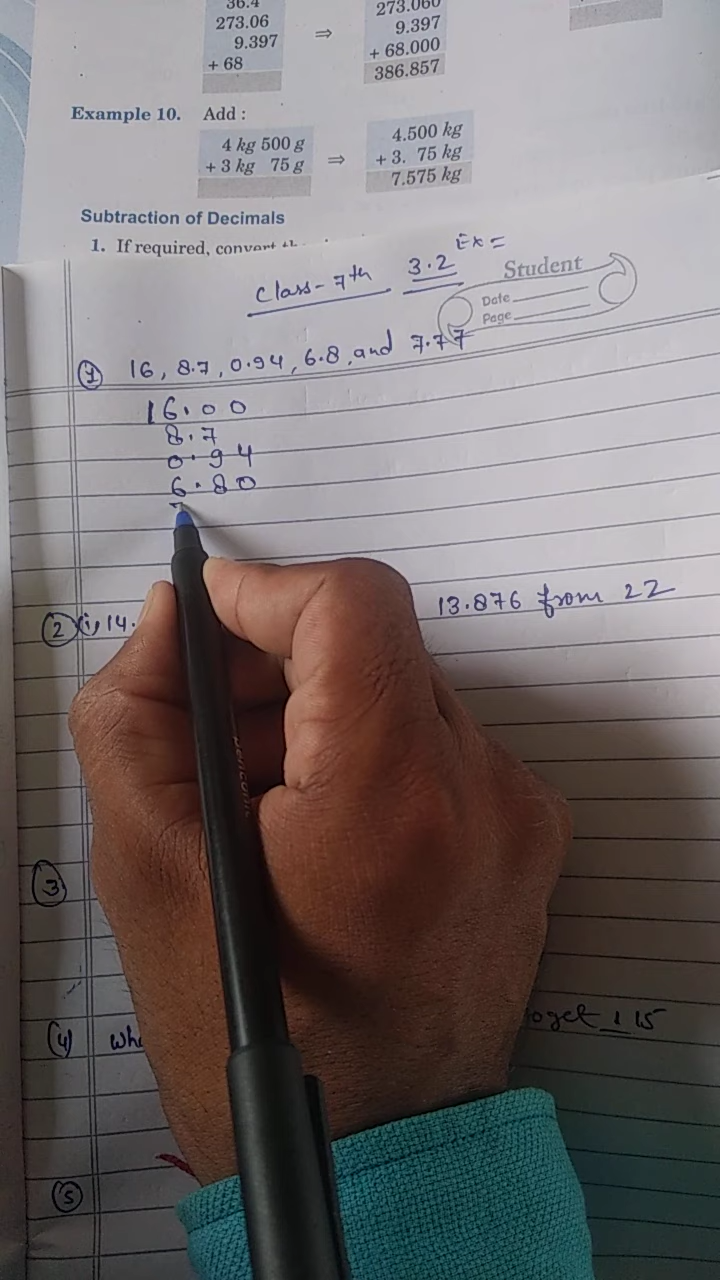 36.4
273.06
9.397
+ 68
⇒
273.060
9.397
+ 68.000
386.857
Example 10. Add :
4 kg 500 g
+ 3 kg 75 g
⇒
4.500 kg
+ 3. 75 kg
7.575 kg
Subtraction of Decimals
1. If required, convert
Class-7th 3.2 Ex=
Student
Date
Page
1 16, 8.7, 0.94, 6.8, and 7.77
16.00
8.7
0.94
6.80
2 (i) 14. 13.876 from 22
3
(4) 115
5